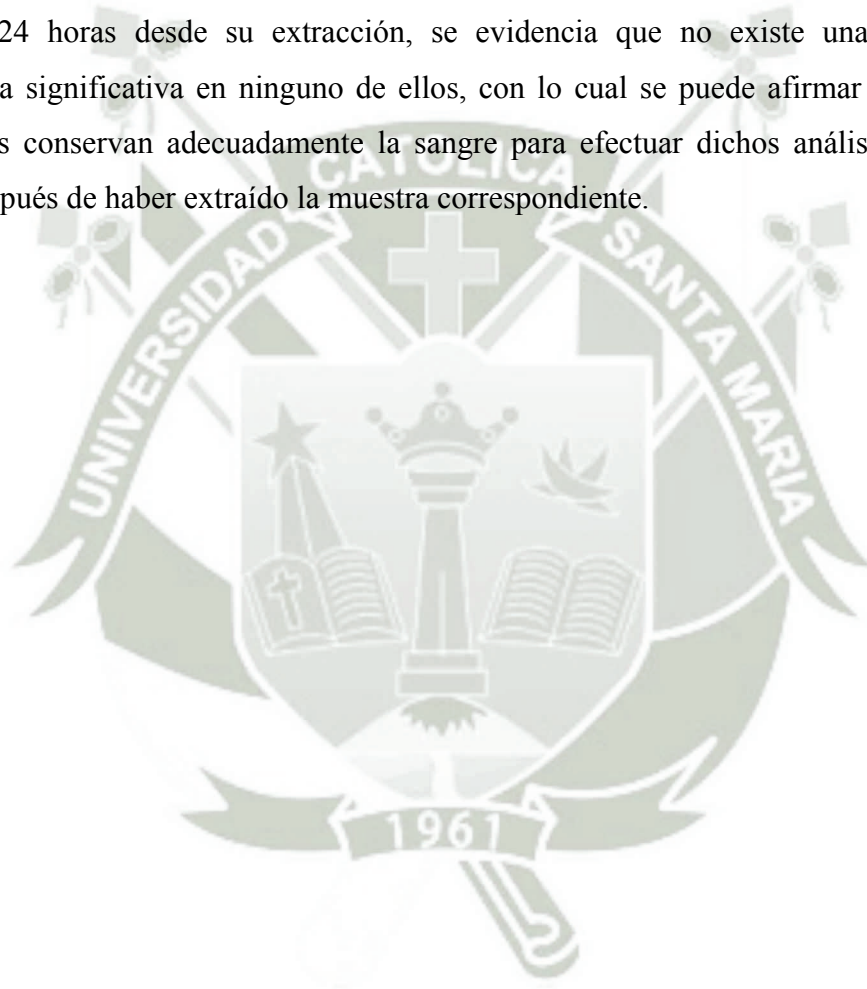 24 horas desde su extracción, se evidencia que no existe una
a significativa en ninguno de ellos, con lo cual se puede afirmar
s conservan adecuadamente la sangre para efectuar dichos anális
pués de haber extraído la muestra correspondiente.
CATOLICA
UNIVERSIDAD
SANTA MARIA
1961